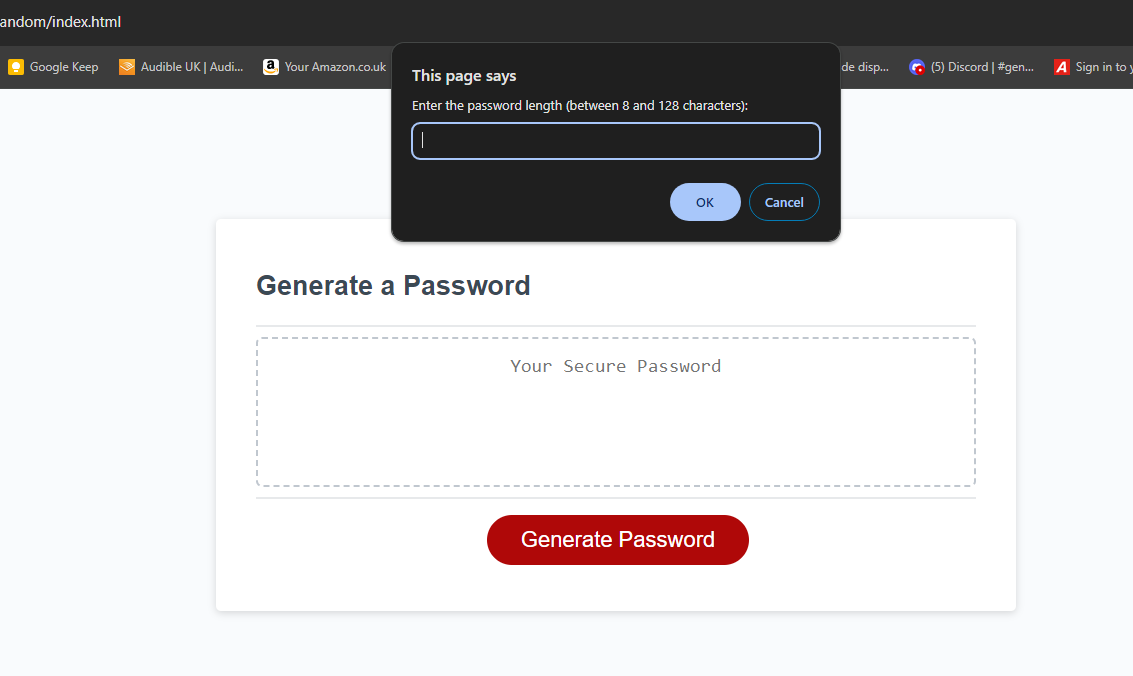 andom/index.html
Google Keep
Audible UK | Audi...
Your Amazon.co.uk
de disp...
(5) Discord | #gen...
Sign in to y
This page says
Enter the password length (between 8 and 128 characters):
OK
Cancel
Generate a Password
Your Secure Password
Generate Password